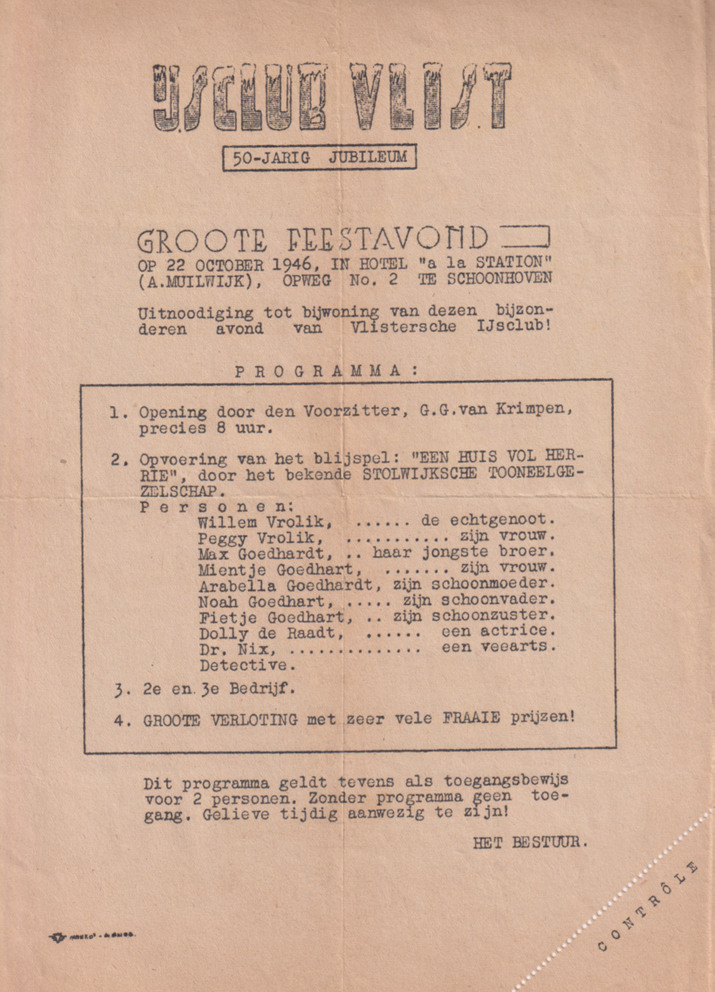 IJSCLUB VLIST
50-JARIG JUBILEUM
GROOTE FEESTAVOND
OP 22 OCTOBER 1946, IN HOTEL "a la STATION"
(A.MUILWIJK), OPWEG No. 2 TE SCHOONHOVEN
Uitnoodiging tot bijwoning van dezen bijzon-
deren avond van Vlistersche IJsclub!
PROGRAMMA:
1. Opening door den Voorzitter, G.G.van Krimpen,
precies 8 uur.
2. Opvoering van het blijspel: "EEN HUIS VOL HER-
RIE", door het bekende STOLWIJKSCHE TOONEELGE-
ZELSCHAP.
Personen:
Willem Vrolik, ...... de echtgenoot.
Peggy Vrolik, ........... zijn vrouw.
Max Goedhardt, .. haar jongste broer.
Mientje Goedhart, ....... zijn vrouw.
Arabella Goedhardt, zijn schoonmoeder.
Noah Goedhart, ..... zijn schoonvader.
Fietje Goedhart, .. zijn schoonzuster.
Dolly de Raadt, ...... een actrice.
Dr. Nix, .............. een veearts.
Detective.
3. 2e en 3e Bedrijf.
4. GROOTE VERLOTING met zeer vele FRAAIE prijzen!
Dit programma geldt tevens als toegangsbewijs
voor 2 personen. Zonder programma geen toe-
gang. Gelieve tijdig aanwezig te zijn!
HET BESTUUR.
CONTRÔLE